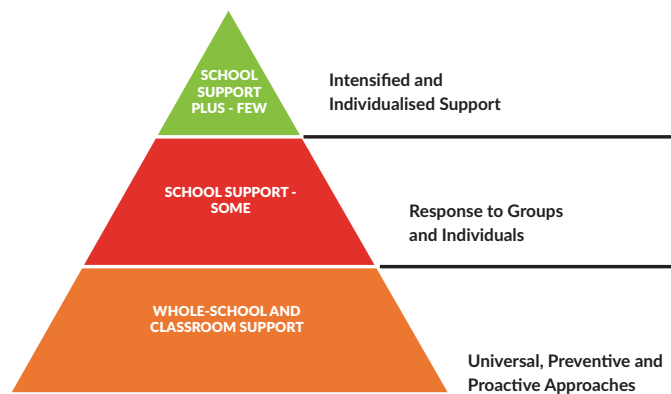 SCHOOL
SUPPORT
PLUS - FEW
Intensified and
Individualised Support
SCHOOL SUPPORT -
SOME
Response to Groups
and Individuals
WHOLE-SCHOOL AND
CLASSROOM SUPPORT
Universal, Preventive and
Proactive Approaches